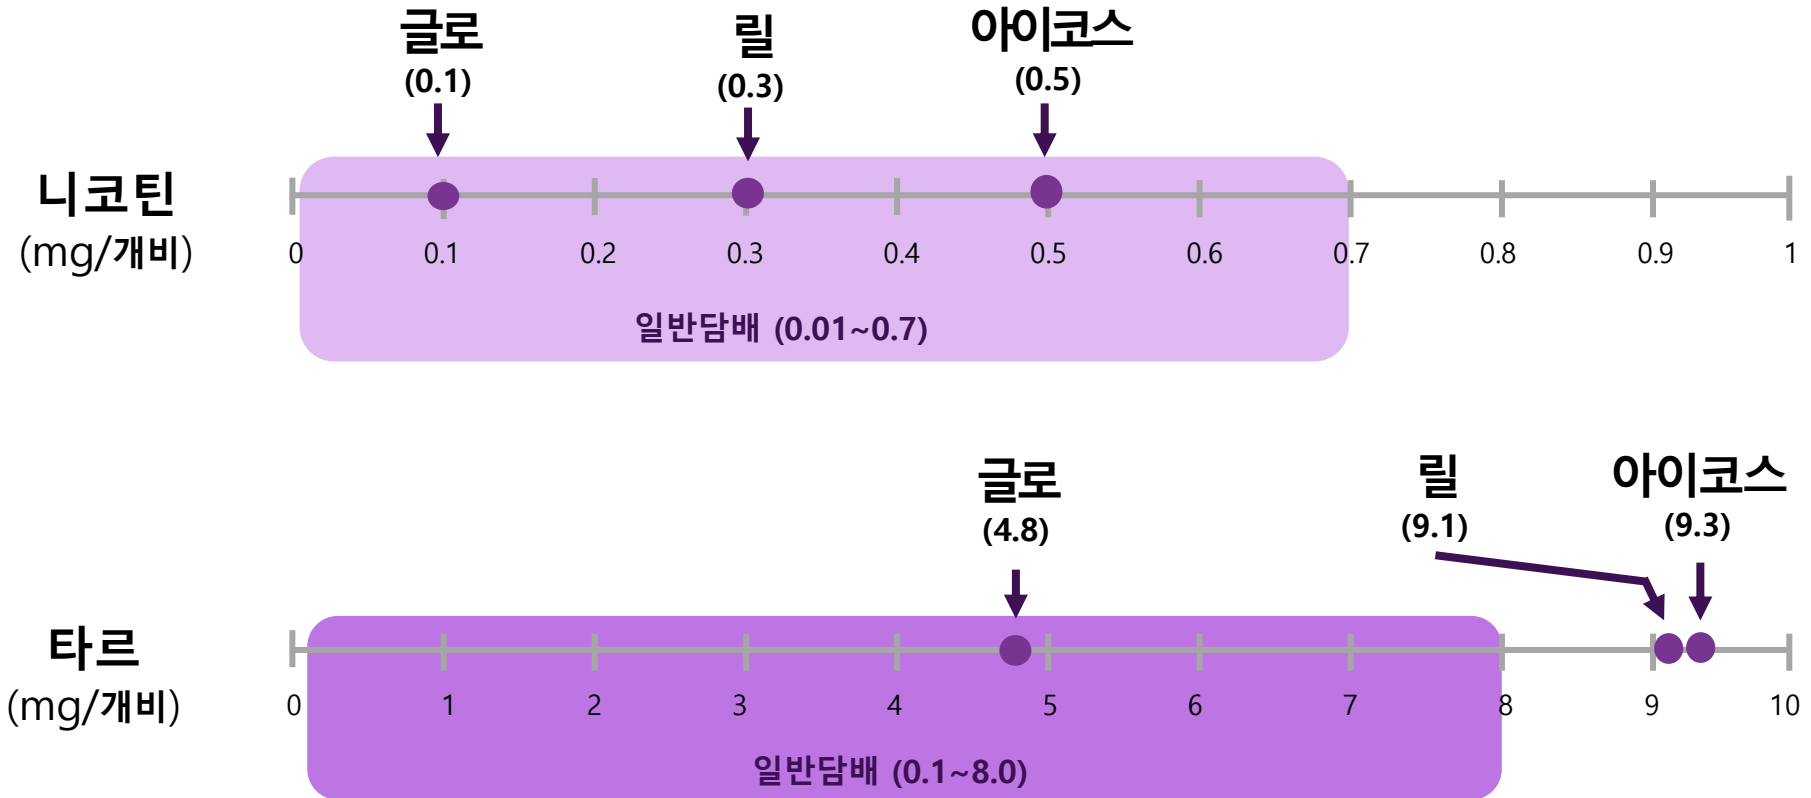 글로
(0.1)
릴
(0.3)
아이코스
(0.5)
니코틴
(mg/개비)
0 0.1 0.2 0.3 0.4 0.5 0.6 0.7 0.8 0.9 1
일반담배 (0.01~0.7)
글로
(4.8)
릴
(9.1)
아이코스
(9.3)
타르
(mg/개비)
0 1 2 3 4 5 6 7 8 9 10
일반담배 (0.1~8.0)